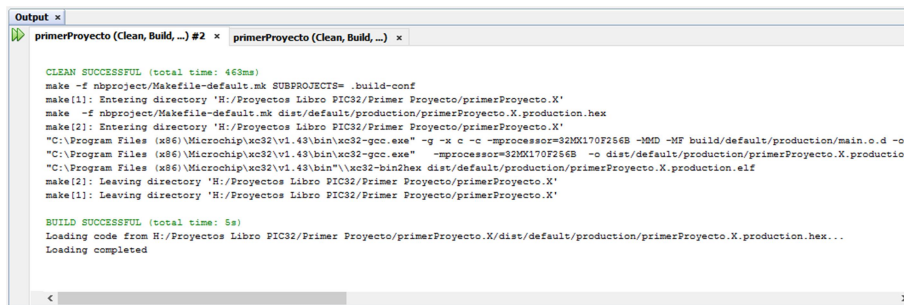 Output ×
primerProyecto (Clean, Build, ...) #2 × primerProyecto (Clean, Build, ...) ×
CLEAN SUCCESSFUL (total time: 463ms)
make -f nbproject/Makefile-default.mk SUBPROJECTS= .build-conf
make[1]: Entering directory 'H:/Proyectos Libro PIC32/Primer Proyecto/primerProyecto.X'
make  -f nbproject/Makefile-default.mk dist/default/production/primerProyecto.X.production.hex
make[2]: Entering directory 'H:/Proyectos Libro PIC32/Primer Proyecto/primerProyecto.X'
"C:\Program Files (x86)\Microchip\xc32\v1.43\bin\xc32-gcc.exe" -g -x c -c -mprocessor=32MX170F256B -MMD -MF build/default/production/main.o.d -o
"C:\Program Files (x86)\Microchip\xc32\v1.43\bin\xc32-gcc.exe"   -mprocessor=32MX170F256B  -o dist/default/production/primerProyecto.X.productio
"C:\Program Files (x86)\Microchip\xc32\v1.43\bin"\\xc32-bin2hex dist/default/production/primerProyecto.X.production.elf
make[2]: Leaving directory 'H:/Proyectos Libro PIC32/Primer Proyecto/primerProyecto.X'
make[1]: Leaving directory 'H:/Proyectos Libro PIC32/Primer Proyecto/primerProyecto.X'
BUILD SUCCESSFUL (total time: 5s)
Loading code from H:/Proyectos Libro PIC32/Primer Proyecto/primerProyecto.X/dist/default/production/primerProyecto.X.production.hex...
Loading completed